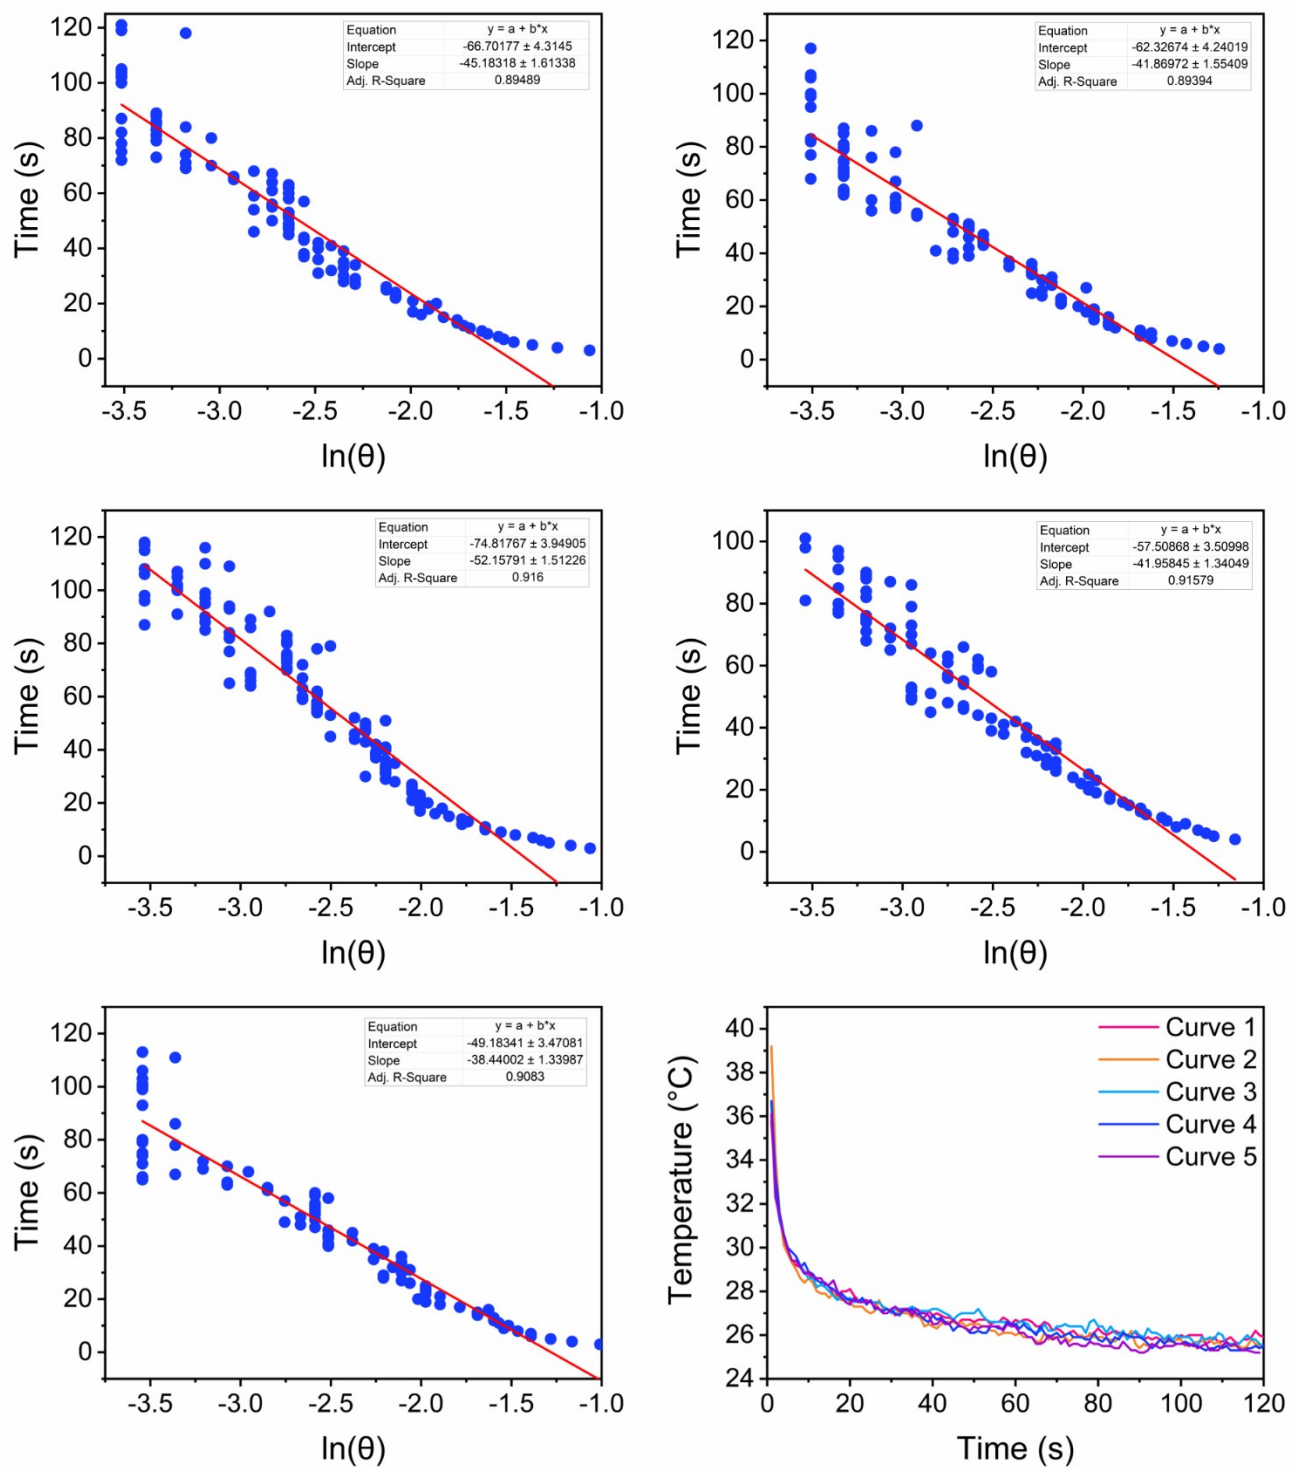 120
100
80
60
40
20
0
Time (s)
-3.5 -3.0 -2.5 -2.0 -1.5 -1.0
ln(θ)
Equation y = a + b*x
Intercept -66.70177 ± 4.3145
Slope -45.18318 ± 1.61338
Adj. R-Square 0.89489
120
100
80
60
40
20
0
Time (s)
-3.5 -3.0 -2.5 -2.0 -1.5 -1.0
ln(θ)
Equation y = a + b*x
Intercept -62.32674 ± 4.24019
Slope -41.86972 ± 1.55409
Adj. R-Square 0.89394
120
100
80
60
40
20
0
Time (s)
-3.5 -3.0 -2.5 -2.0 -1.5 -1.0
ln(θ)
Equation y = a + b*x
Intercept -74.81767 ± 3.94905
Slope -52.15791 ± 1.51226
Adj. R-Square 0.916
100
80
60
40
20
0
Time (s)
-3.5 -3.0 -2.5 -2.0 -1.5 -1.0
ln(θ)
Equation y = a + b*x
Intercept -57.50868 ± 3.50998
Slope -41.95845 ± 1.34049
Adj. R-Square 0.91579
120
100
80
60
40
20
0
Time (s)
-3.5 -3.0 -2.5 -2.0 -1.5 -1.0
ln(θ)
Equation y = a + b*x
Intercept -49.18341 ± 3.47081
Slope -38.44002 ± 1.33987
Adj. R-Square 0.9083
40
38
36
34
32
30
28
26
24
Temperature (°C)
0 20 40 60 80 100 120
Time (s)
Curve 1
Curve 2
Curve 3
Curve 4
Curve 5